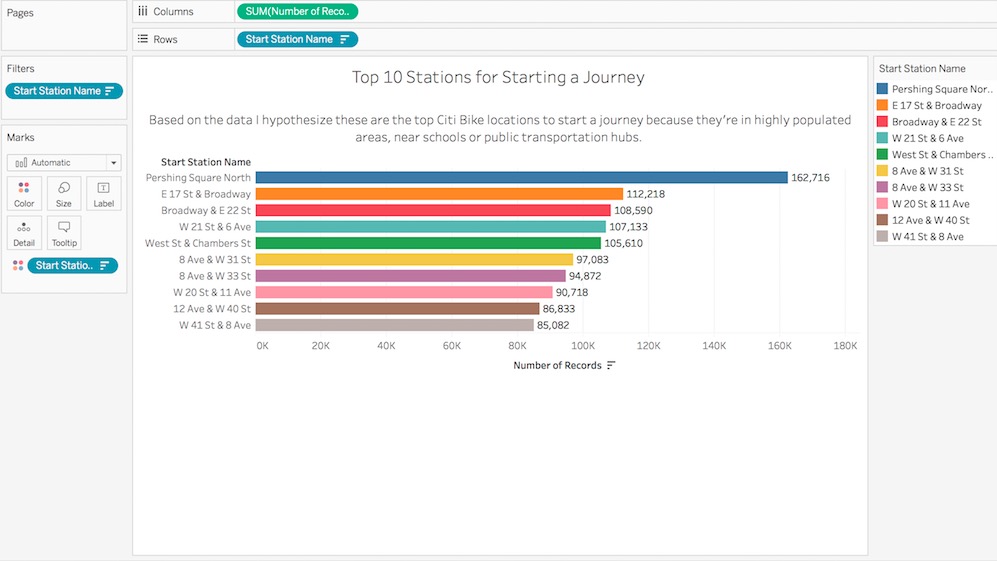 Pages
Columns
SUM(Number of Reco..
Rows
Start Station Name
Filters
Start Station Name
Marks
Automatic
Color
Size
Label
Detail
Tooltip
Start Statio..
Top 10 Stations for Starting a Journey
Based on the data I hypothesize these are the top Citi Bike locations to start a journey because they're in highly populated
areas, near schools or public transportation hubs.
Start Station Name
Pershing Square North 162,716
E 17 St & Broadway 112,218
Broadway & E 22 St 108,590
W 21 St & 6 Ave 107,133
West St & Chambers St 105,610
8 Ave & W 31 St 97,083
8 Ave & W 33 St 94,872
W 20 St & 11 Ave 90,718
12 Ave & W 40 St 86,833
W 41 St & 8 Ave 85,082
0K 20K 40K 60K 80K 100K 120K 140K 160K 180K
Number of Records
Start Station Name
Pershing Square Nor..
E 17 St & Broadway
Broadway & E 22 St
W 21 St & 6 Ave
West St & Chambers ..
8 Ave & W 31 St
8 Ave & W 33 St
W 20 St & 11 Ave
12 Ave & W 40 St
W 41 St & 8 Ave